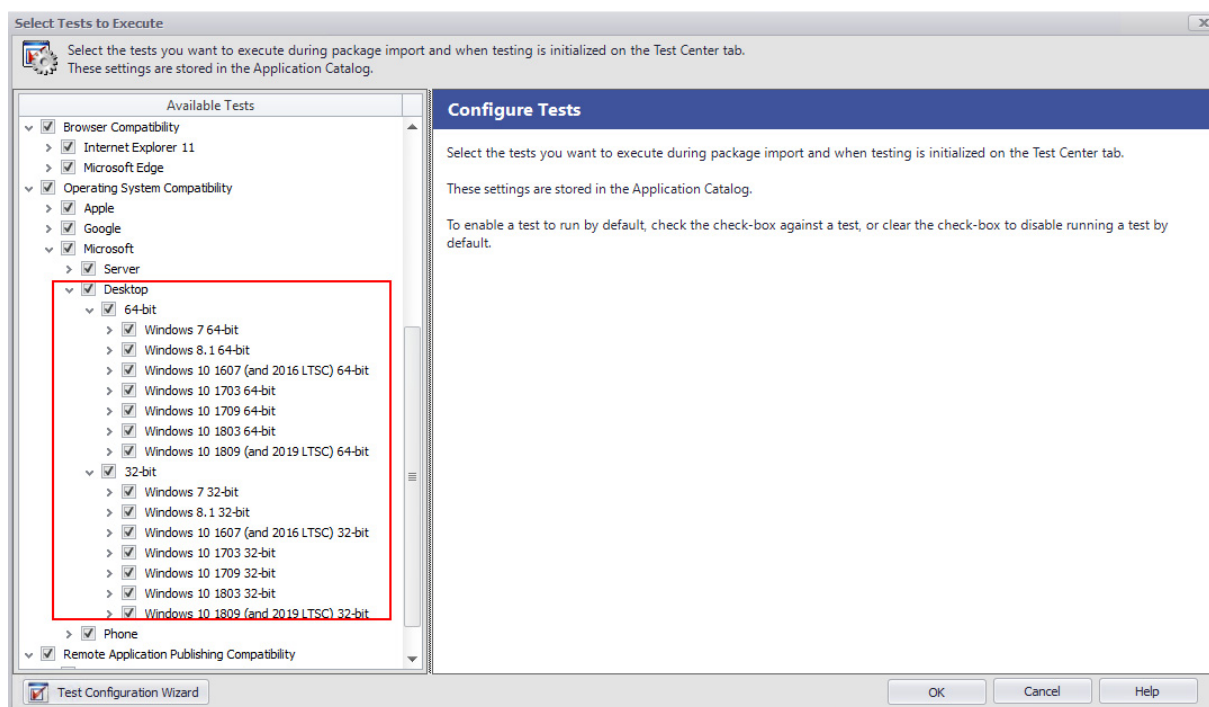 Select Tests to Execute
Select the tests you want to execute during package import and when testing is initialized on the Test Center tab.
These settings are stored in the Application Catalog.
Available Tests
Browser Compatibility
Internet Explorer 11
Microsoft Edge
Operating System Compatibility
Apple
Google
Microsoft
Server
Desktop
64-bit
Windows 7 64-bit
Windows 8.1 64-bit
Windows 10 1607 (and 2016 LTSC) 64-bit
Windows 10 1703 64-bit
Windows 10 1709 64-bit
Windows 10 1803 64-bit
Windows 10 1809 (and 2019 LTSC) 64-bit
32-bit
Windows 7 32-bit
Windows 8.1 32-bit
Windows 10 1607 (and 2016 LTSC) 32-bit
Windows 10 1703 32-bit
Windows 10 1709 32-bit
Windows 10 1803 32-bit
Windows 10 1809 (and 2019 LTSC) 32-bit
Phone
Remote Application Publishing Compatibility
Configure Tests
Select the tests you want to execute during package import and when testing is initialized on the Test Center tab.
These settings are stored in the Application Catalog.
To enable a test to run by default, check the check-box against a test, or clear the check-box to disable running a test by
default.
Test Configuration Wizard
OK
Cancel
Help